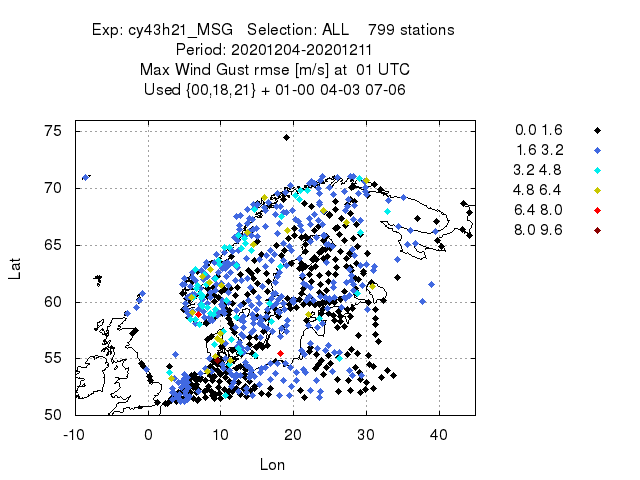 Exp: cy43h21_MSG Selection: ALL 799 stations
Period: 20201204-20201211
Max Wind Gust rmse [m/s] at 01 UTC
Used {00,18,21} + 01-00 04-03 07-06
0.0 1.6
1.6 3.2
3.2 4.8
4.8 6.4
6.4 8.0
8.0 9.6
75
70
65
60
55
50
Lat
-10 0 10 20 30 40
Lon